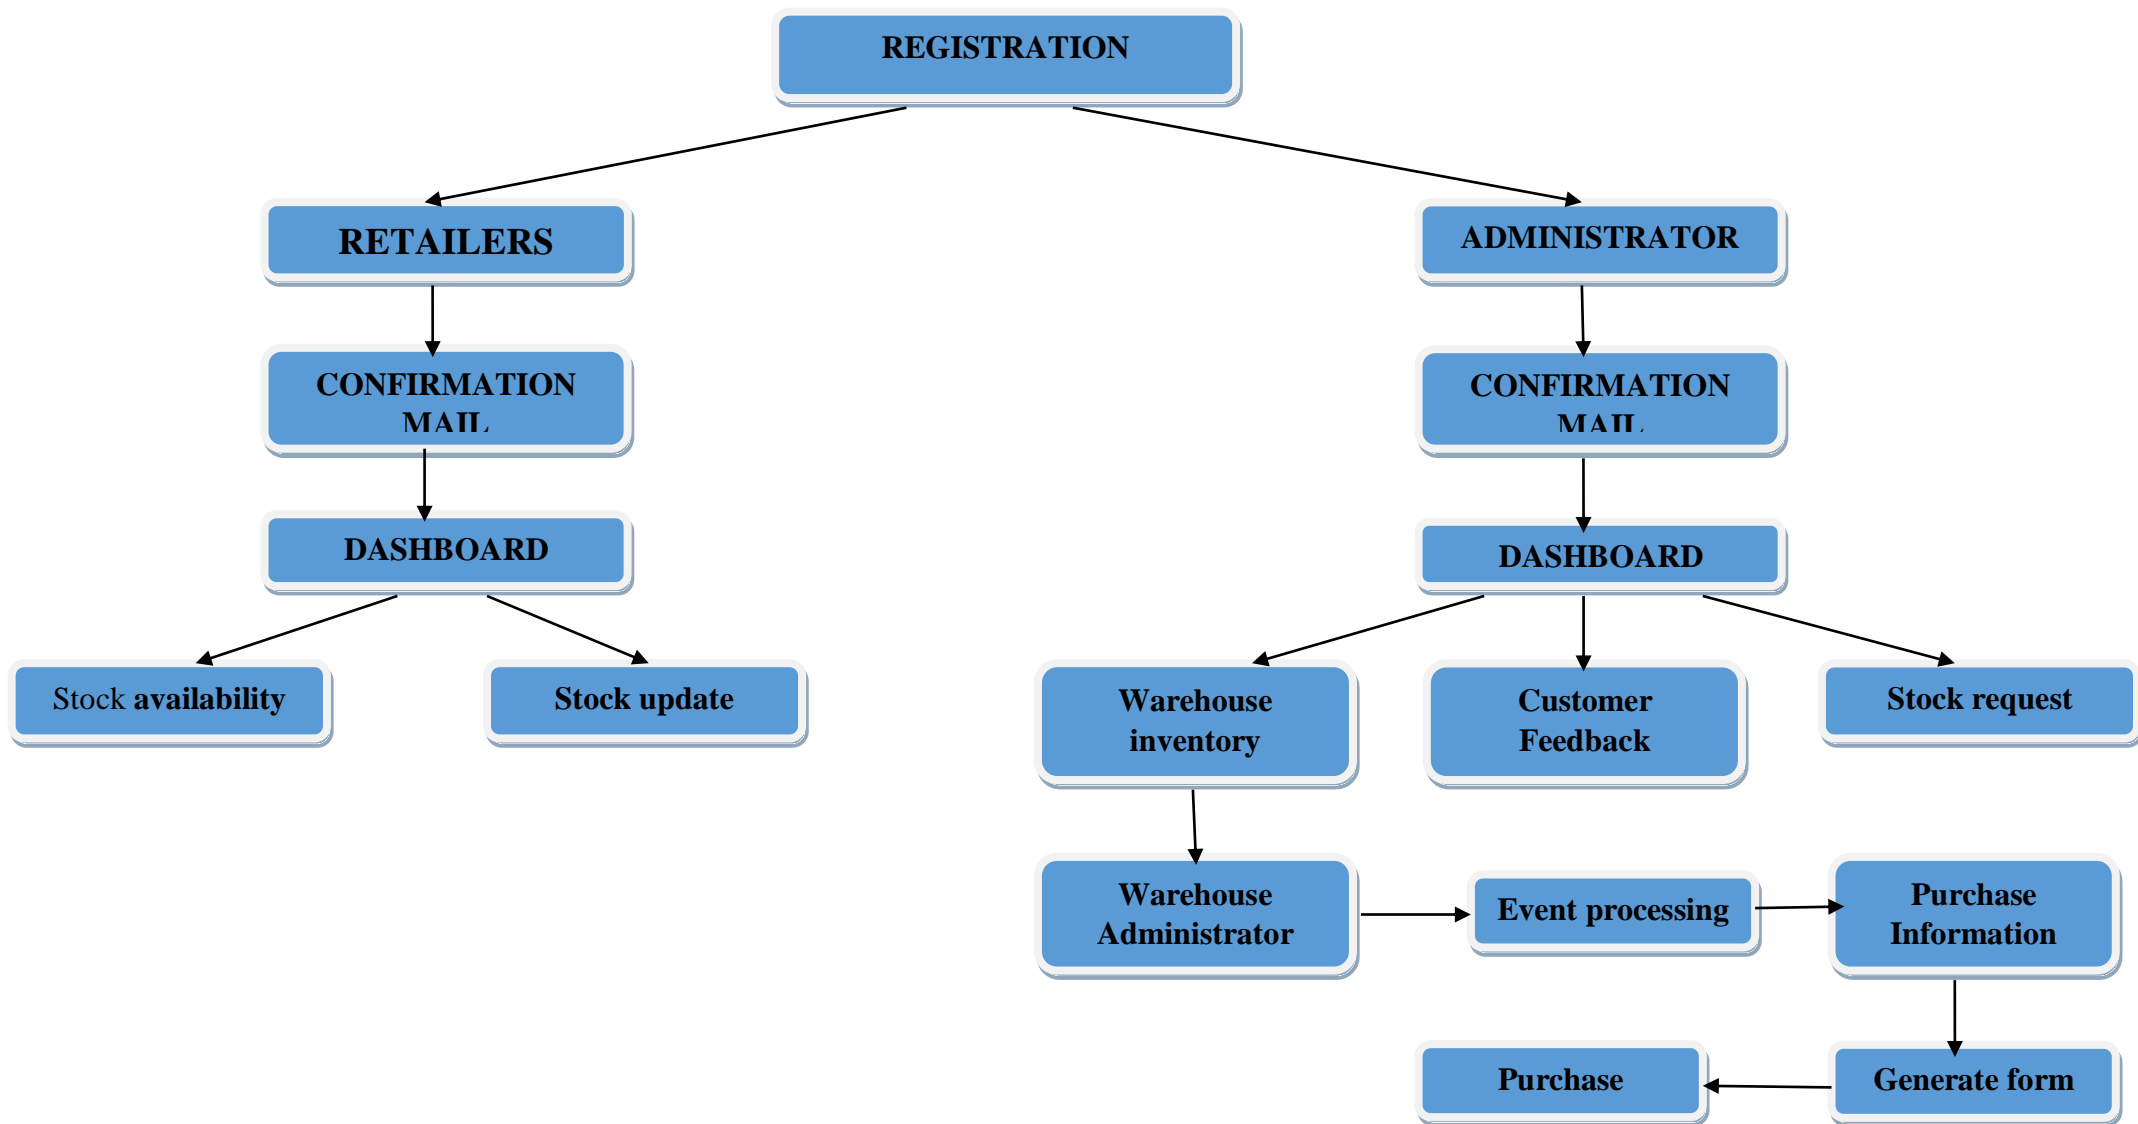 REGISTRATION
RETAILERS
ADMINISTRATOR
CONFIRMATION
MAIL
CONFIRMATION
MAIL
DASHBOARD
DASHBOARD
Stock availability
Stock update
Warehouse
inventory
Customer
Feedback
Stock request
Warehouse
Administrator
Event processing
Purchase
Information
Purchase
Generate form